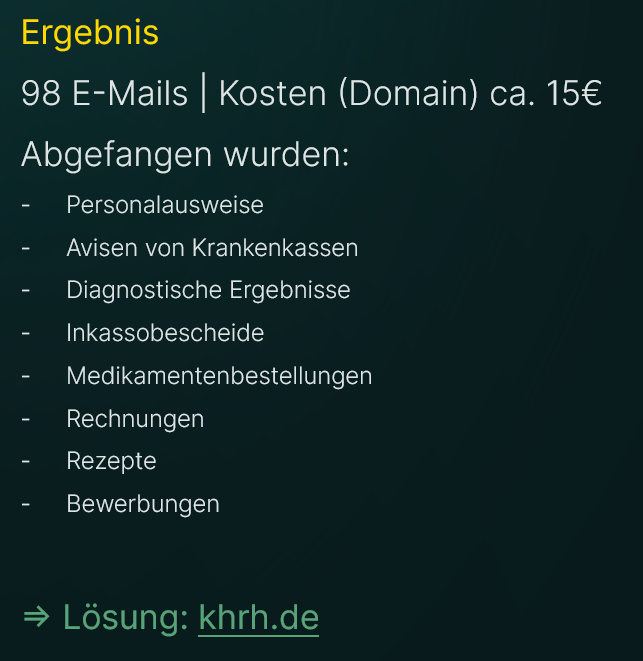 Ergebnis
98 E-Mails | Kosten (Domain) ca. 15€
Abgefangen wurden:
- Personalausweise
- Avisen von Krankenkassen
- Diagnostische Ergebnisse
- Inkassobescheide
- Medikamentenbestellungen
- Rechnungen
- Rezepte
- Bewerbungen
⇒ Lösung: khrh.de